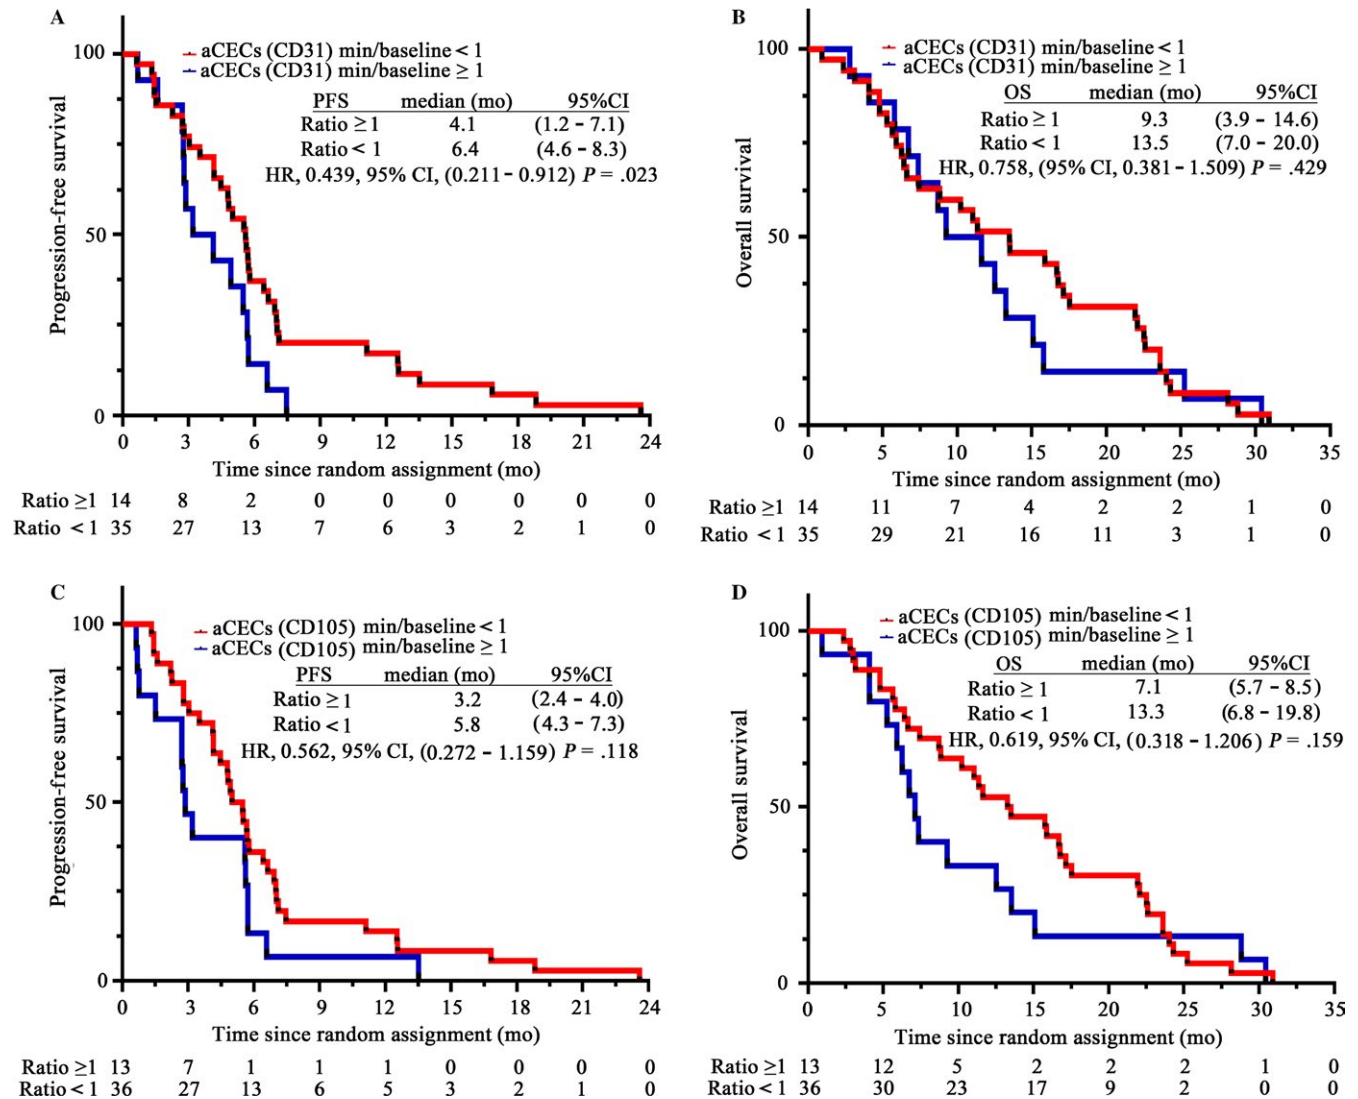 A
100
50
0
Progression-free survival
aCECs (CD31) min/baseline < 1
aCECs (CD31) min/baseline ≥ 1
PFS median (mo) 95%CI
Ratio ≥ 1 4.1 (1.2 – 7.1)
Ratio < 1 6.4 (4.6 – 8.3)
HR, 0.439, 95% CI, (0.211 – 0.912) P = .023
0 3 6 9 12 15 18 21 24
Time since random assignment (mo)
Ratio ≥1 14 8 2 0 0 0 0 0 0
Ratio < 1 35 27 13 7 6 3 2 1 0
B
100
50
0
Overall survival
aCECs (CD31) min/baseline < 1
aCECs (CD31) min/baseline ≥ 1
OS median (mo) 95%CI
Ratio ≥ 1 9.3 (3.9 – 14.6)
Ratio < 1 13.5 (7.0 – 20.0)
HR, 0.758, (95% CI, 0.381 - 1.509) P = .429
0 5 10 15 20 25 30 35
Time since random assignment (mo)
Ratio ≥1 14 11 7 4 2 2 1 0
Ratio < 1 35 29 21 16 11 3 1 0
C
100
50
0
Progression-free survival
aCECs (CD105) min/baseline < 1
aCECs (CD105) min/baseline ≥ 1
PFS median (mo) 95%CI
Ratio ≥ 1 3.2 (2.4 – 4.0)
Ratio < 1 5.8 (4.3 – 7.3)
HR, 0.562, 95% CI, (0.272 – 1.159) P = .118
0 3 6 9 12 15 18 21 24
Time since random assignment (mo)
Ratio ≥1 13 7 1 1 1 0 0 0 0
Ratio < 1 36 27 13 6 5 3 2 1 0
D
100
50
0
Overall survival
aCECs (CD105) min/baseline < 1
aCECs (CD105) min/baseline ≥ 1
OS median (mo) 95%CI
Ratio ≥ 1 7.1 (5.7 – 8.5)
Ratio < 1 13.3 (6.8 – 19.8)
HR, 0.619, 95% CI, (0.318 – 1.206) P = .159
0 5 10 15 20 25 30 35
Time since random assignment (mo)
Ratio ≥1 13 12 5 2 2 2 1 0
Ratio < 1 36 30 23 17 9 2 0 0